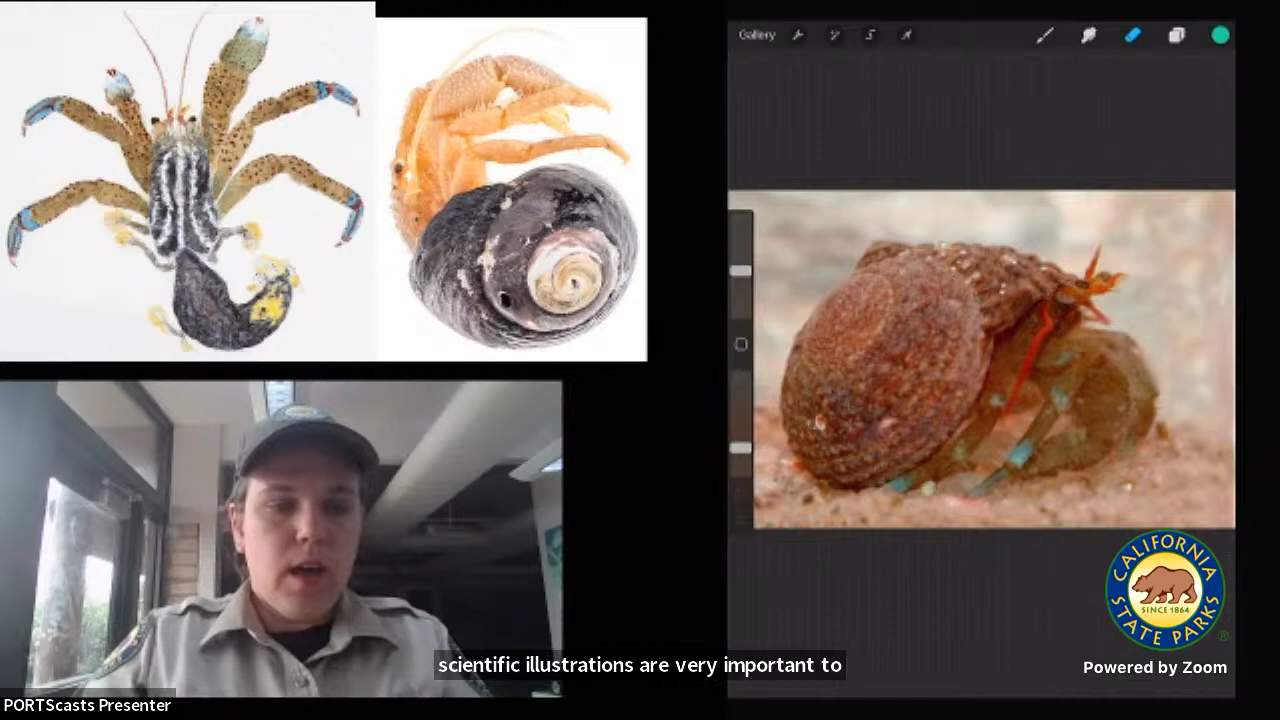 Gallery
CALIFORNIA
SINCE 1864
STATE PARKS
®
scientific illustrations are very important to
Powered by Zoom
PORTScasts Presenter